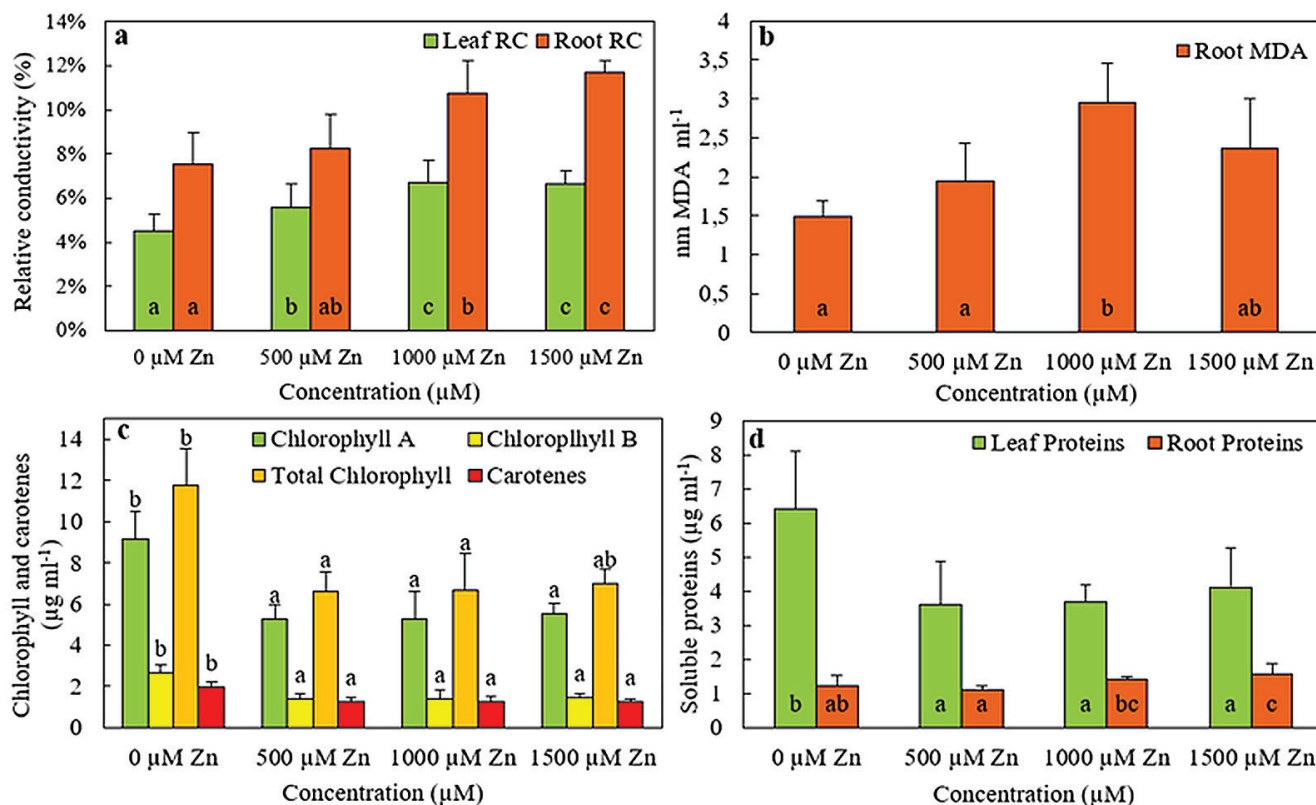 a
Leaf RC
Root RC
Relative conductivity (%)
14%
12%
10%
8%
6%
4%
2%
0%
a a b ab c b c c
0 µM Zn 500 µM Zn 1000 µM Zn 1500 µM Zn
Concentration (µM)
b
Root MDA
nm MDA ml⁻¹
4
3,5
3
2,5
2
1,5
1
0,5
0
a a b ab
0 µM Zn 500 µM Zn 1000 µM Zn 1500 µM Zn
Concentration (µM)
c
Chlorophyll A
Chloroplhyll B
Total Chlorophyll
Carotenes
Chlorophyll and carotenes
(µg ml⁻¹)
14
12
10
8
6
4
2
0
b b b b a a a a a a a a a a ab a
0 µM Zn 500 µM Zn 1000 µM Zn 1500 µM Zn
Concentration (µM)
d
Leaf Proteins
Root Proteins
Soluble proteins (µg ml⁻¹)
9
8
7
6
5
4
3
2
1
0
b ab a a a bc a c
0 µM Zn 500 µM Zn 1000 µM Zn 1500 µM Zn
Concentration (µM)